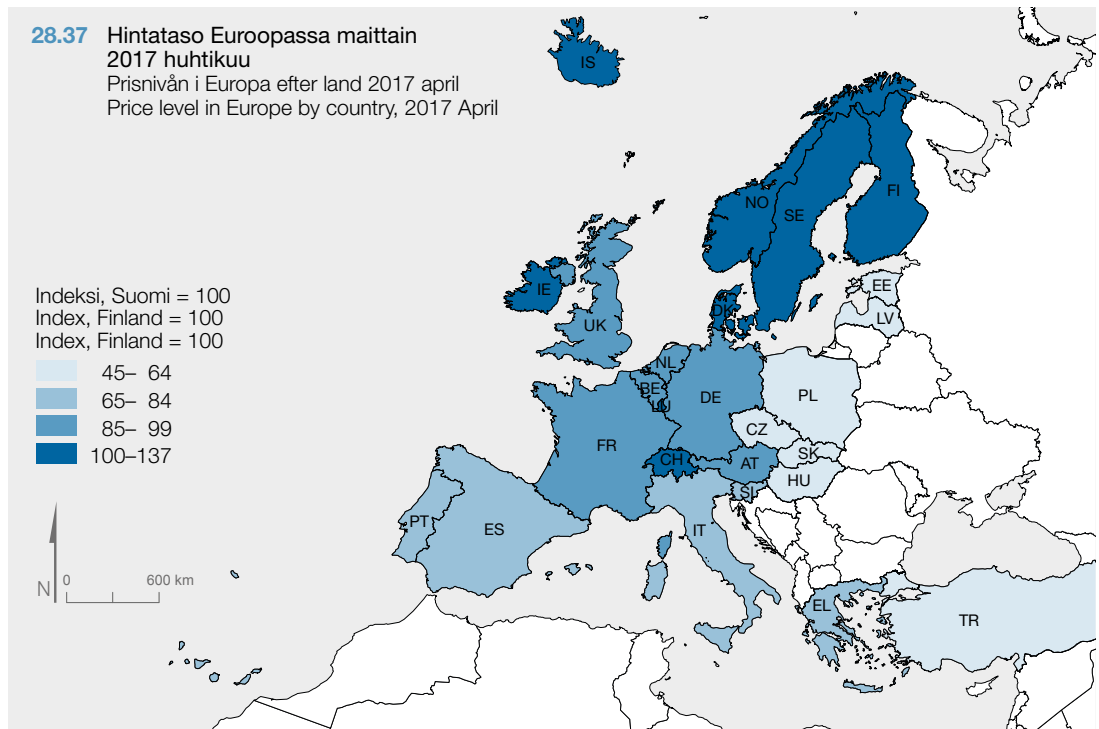 28.37 Hintataso Euroopassa maittain
2017 huhtikuu
Prisnivån i Europa efter land 2017 april
Price level in Europe by country, 2017 April
IS
NO
SE
FI
IE
DK
EE
LV
UK
NL
BE
LU
DE
PL
CZ
SK
FR
CH
AT
HU
SI
PT
ES
IT
EL
TR
Indeksi, Suomi = 100
Index, Finland = 100
Index, Finland = 100
45– 64
65– 84
85– 99
100–137
N
0 600 km